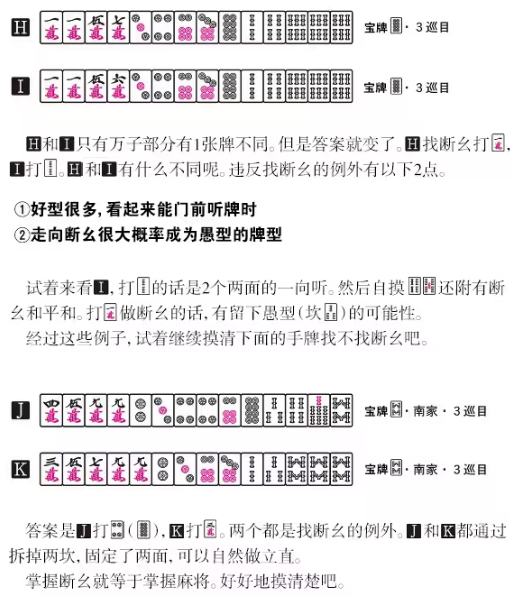 H 宝牌 · 3巡目
I 宝牌 · 3巡目
H和I只有万子部分有1张牌不同。但是答案就变了。H找断幺打,
I打。H和I有什么不同呢。违反找断幺的例外有以下2点。
①好型很多,看起来能门前听牌时
②走向断幺很大概率成为愚型的牌型
试着来看I,打的话是2个两面的一向听。然后自摸还附有断
幺和平和。打做断幺的话,有留下愚型(坎)的可能性。
经过这些例子,试着继续摸清下面的手牌找不找断幺吧。
J 宝牌 · 南家 · 3巡目
K 宝牌 · 南家 · 3巡目
答案是J打(),K打。两个都是找断幺的例外。J和K都通过
拆掉两坎,固定了两面,可以自然做立直。
掌握断幺就等于掌握麻将。好好地摸清楚吧。